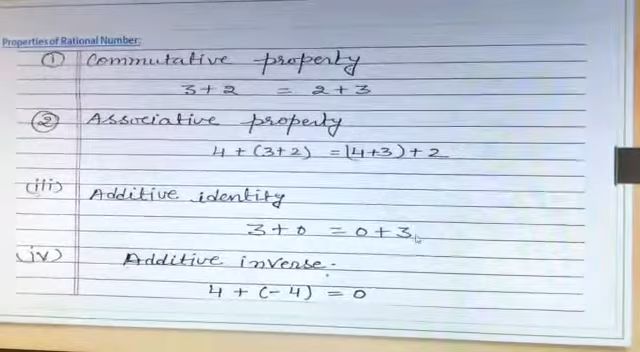 Properties of Rational Number:
① Commutative property
3+2 = 2+3
② Associative property
4+(3+2) = (4+3)+2
(iii) Additive identity
3+0 = 0+3
(iv) Additive inverse.
4+(-4) = 0